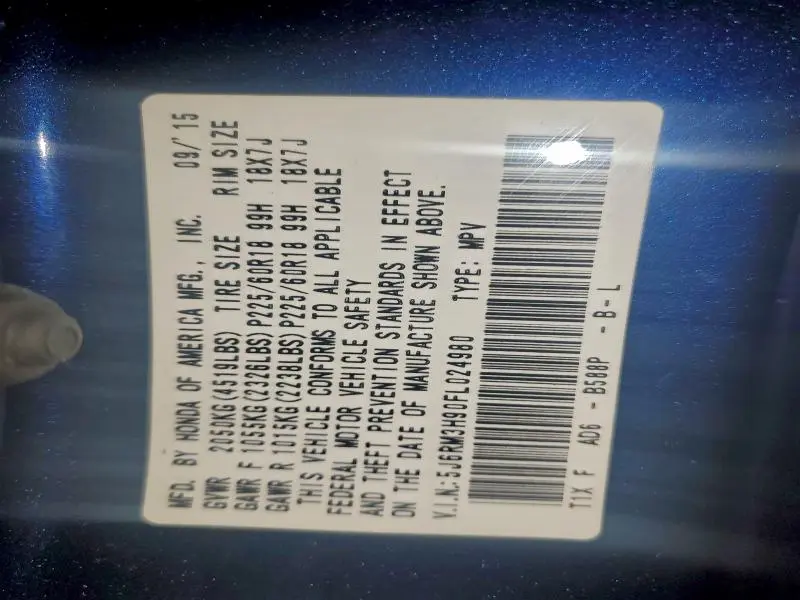 MFD. BY HONDA OF AMERICA MFG., INC. 09/'15
GVWR 2050KG(4519LBS) TIRE SIZE RIM SIZE
GAWR F 1055KG(2326LBS)P225/60R18 99H 18X7J
GAWR R 1015KG(2238LBS)P225/60R18 99H 18X7J
THIS VEHICLE CONFORMS TO ALL APPLICABLE
FEDERAL MOTOR VEHICLE SAFETY
AND THEFT PREVENTION STANDARDS IN EFFECT
ON THE DATE OF MANUFACTURE SHOWN ABOVE.
V.I.N:5J6RM3H90FL024980 TYPE: MPV
T1X F AD6 - B588P - B - L